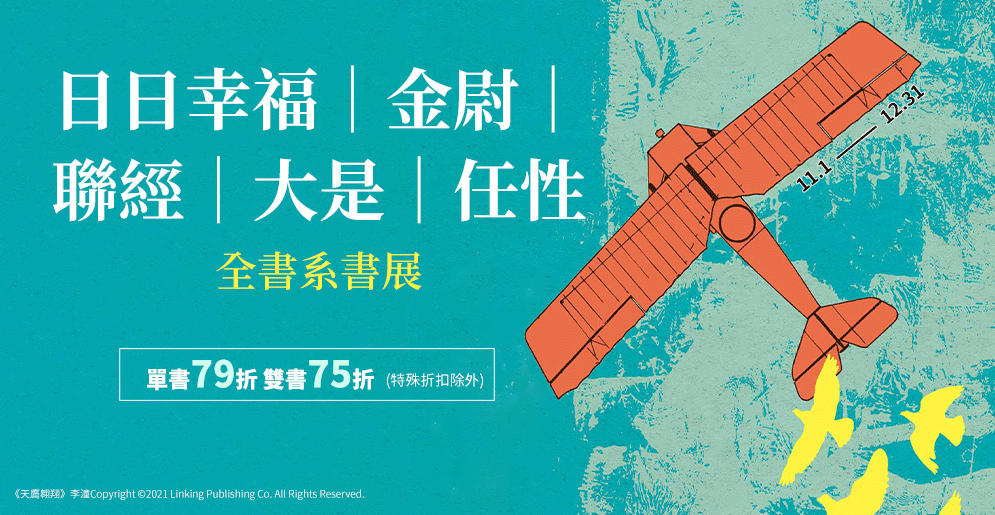 日日幸福｜金尉｜
聯經｜大是｜任性
全書系書展
單書79折 雙書75折 (特殊折扣除外)
11.1 — 12.31
《天鷹翱翔》李潼Copyright ©2021 Linking Publishing Co. All Rights Reserved.